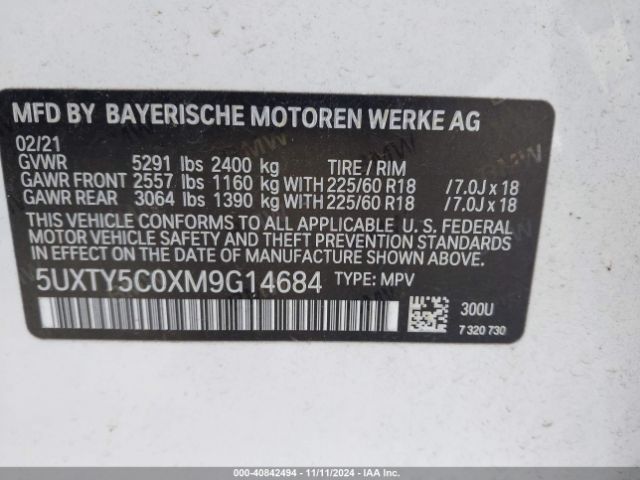 MFD BY BAYERISCHE MOTOREN WERKE AG
02/21
GVWR 5291 lbs 2400 kg TIRE / RIM
GAWR FRONT 2557 lbs 1160 kg WITH 225/60 R18 /7.0J x 18
GAWR REAR 3064 lbs 1390 kg WITH 225/60 R18 /7.0J x 18
THIS VEHICLE CONFORMS TO ALL APPLICABLE U. S. FEDERAL
MOTOR VEHICLE SAFETY AND THEFT PREVENTION STANDARDS
IN EFFECT ON THE DATE OF MANUFACTURE SHOWN ABOVE.
5UXTY5C0XM9G14684 TYPE: MPV
300U
7 320 730
000-40842494 - 11/11/2024 - IAAI.COM